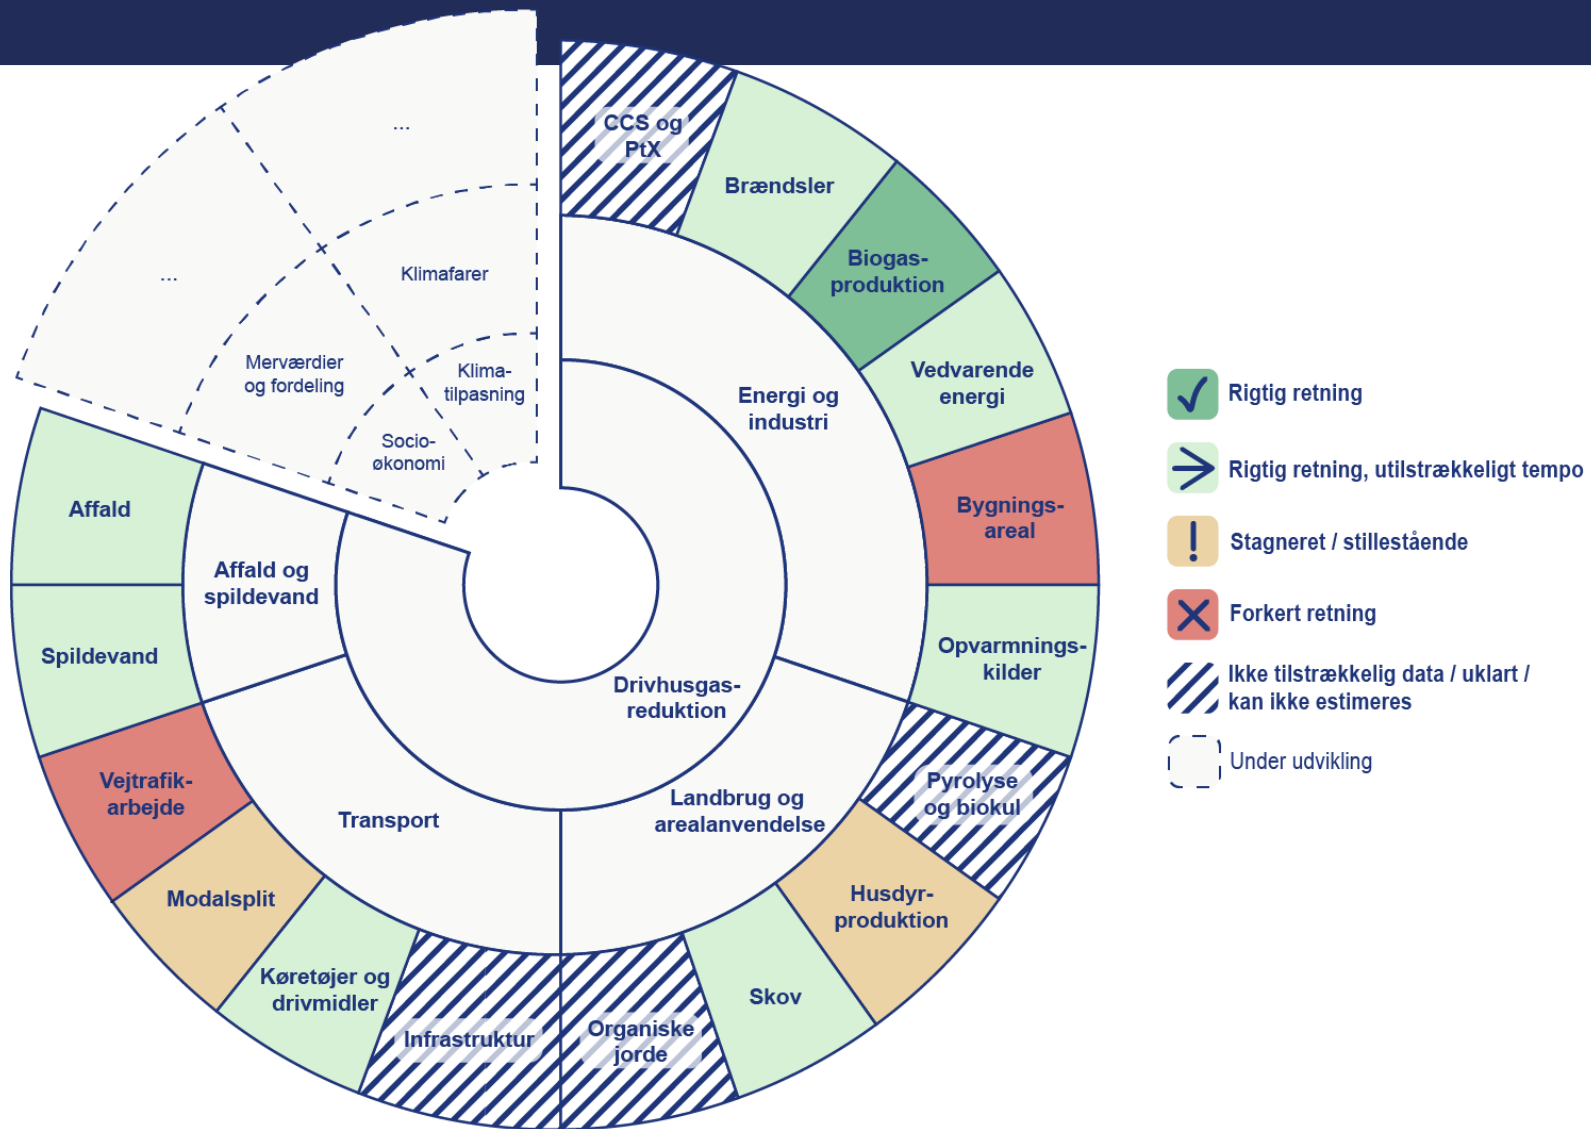 ...
...
Klimafarer
Merværdier
og fordeling
Klima-
tilpasning
Socio-
økonomi
CCS og
PtX
Brændsler
Biogas-
produktion
Vedvarende
energi
Bygnings-
areal
Opvarmnings-
kilder
Energi og
industri
Drivhusgas-
reduktion
Landbrug og
arealanvendelse
Pyrolyse
og biokul
Husdyr-
produktion
Skov
Organiske
jorde
Transport
Infrastruktur
Køretøjer og
drivmidler
Modalsplit
Vejtrafik-
arbejde
Affald og
spildevand
Spildevand
Affald
Rigtig retning
Rigtig retning, utilstrækkeligt tempo
Stagneret / stillestående
Forkert retning
Ikke tilstrækkelig data / uklart /
kan ikke estimeres
Under udvikling